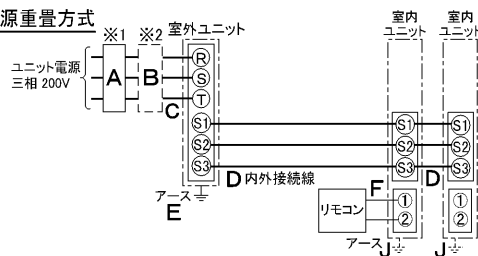 源重畳方式
※1
※2
室外ユニット
室内
ユニット
室内
ユニット
ユニット電源
三相 200V
A
B
C
R
S
T
S1
S2
S3
S1
S2
S3
S1
S2
S3
D 内外接続線
D
アース
E
F
リモコン
①
②
①
②
アース J
J